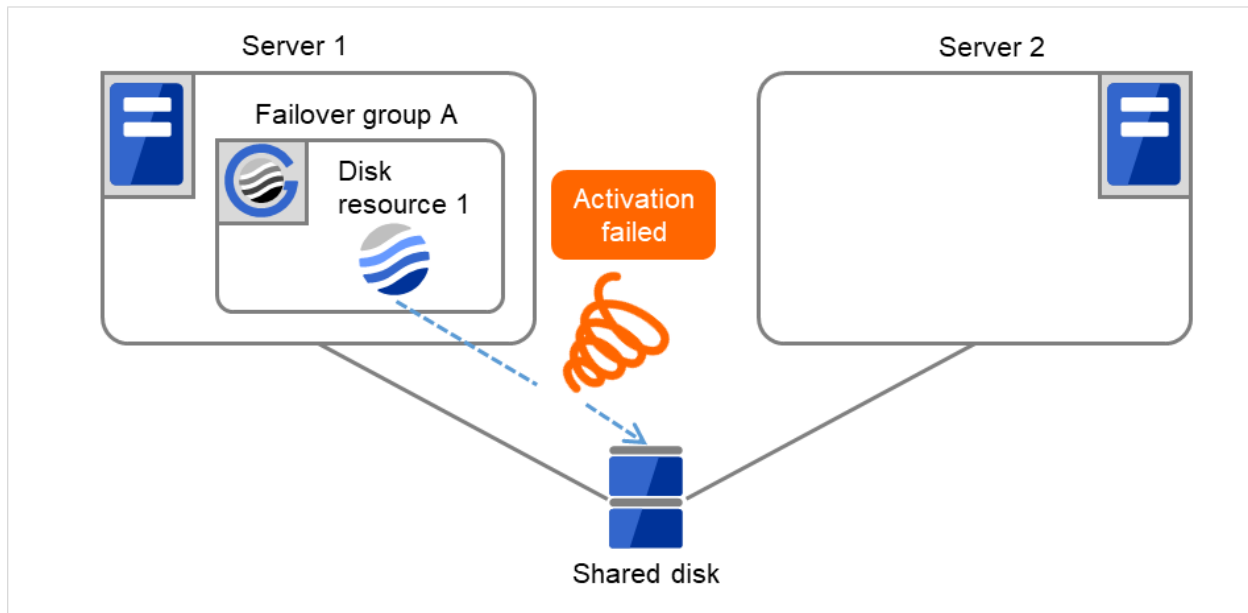 Server 1
Server 2
Failover group A
Disk
resource 1
Activation
failed
Shared disk